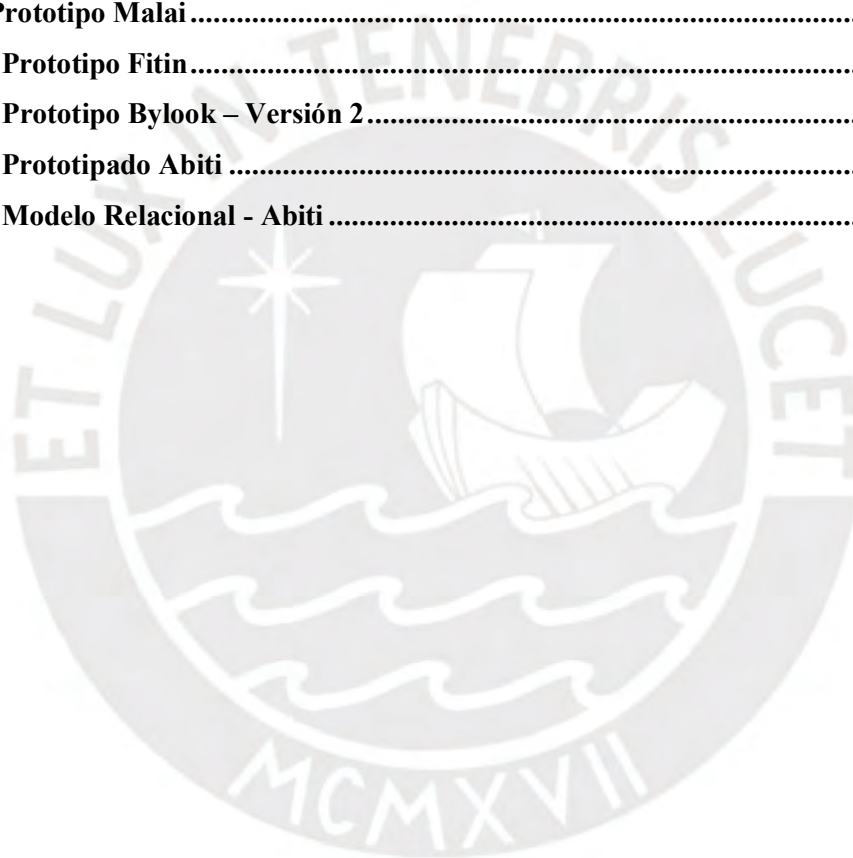 Prototipo Malai........................................................................................
Prototipo Fitin........................................................................................
Prototipo Bylook – Versión 2................................................................
Prototipado Abiti ..................................................................................
Modelo Relacional - Abiti .....................................................................
ET LUX IN TENEBRIS LUCET
MCMXVII